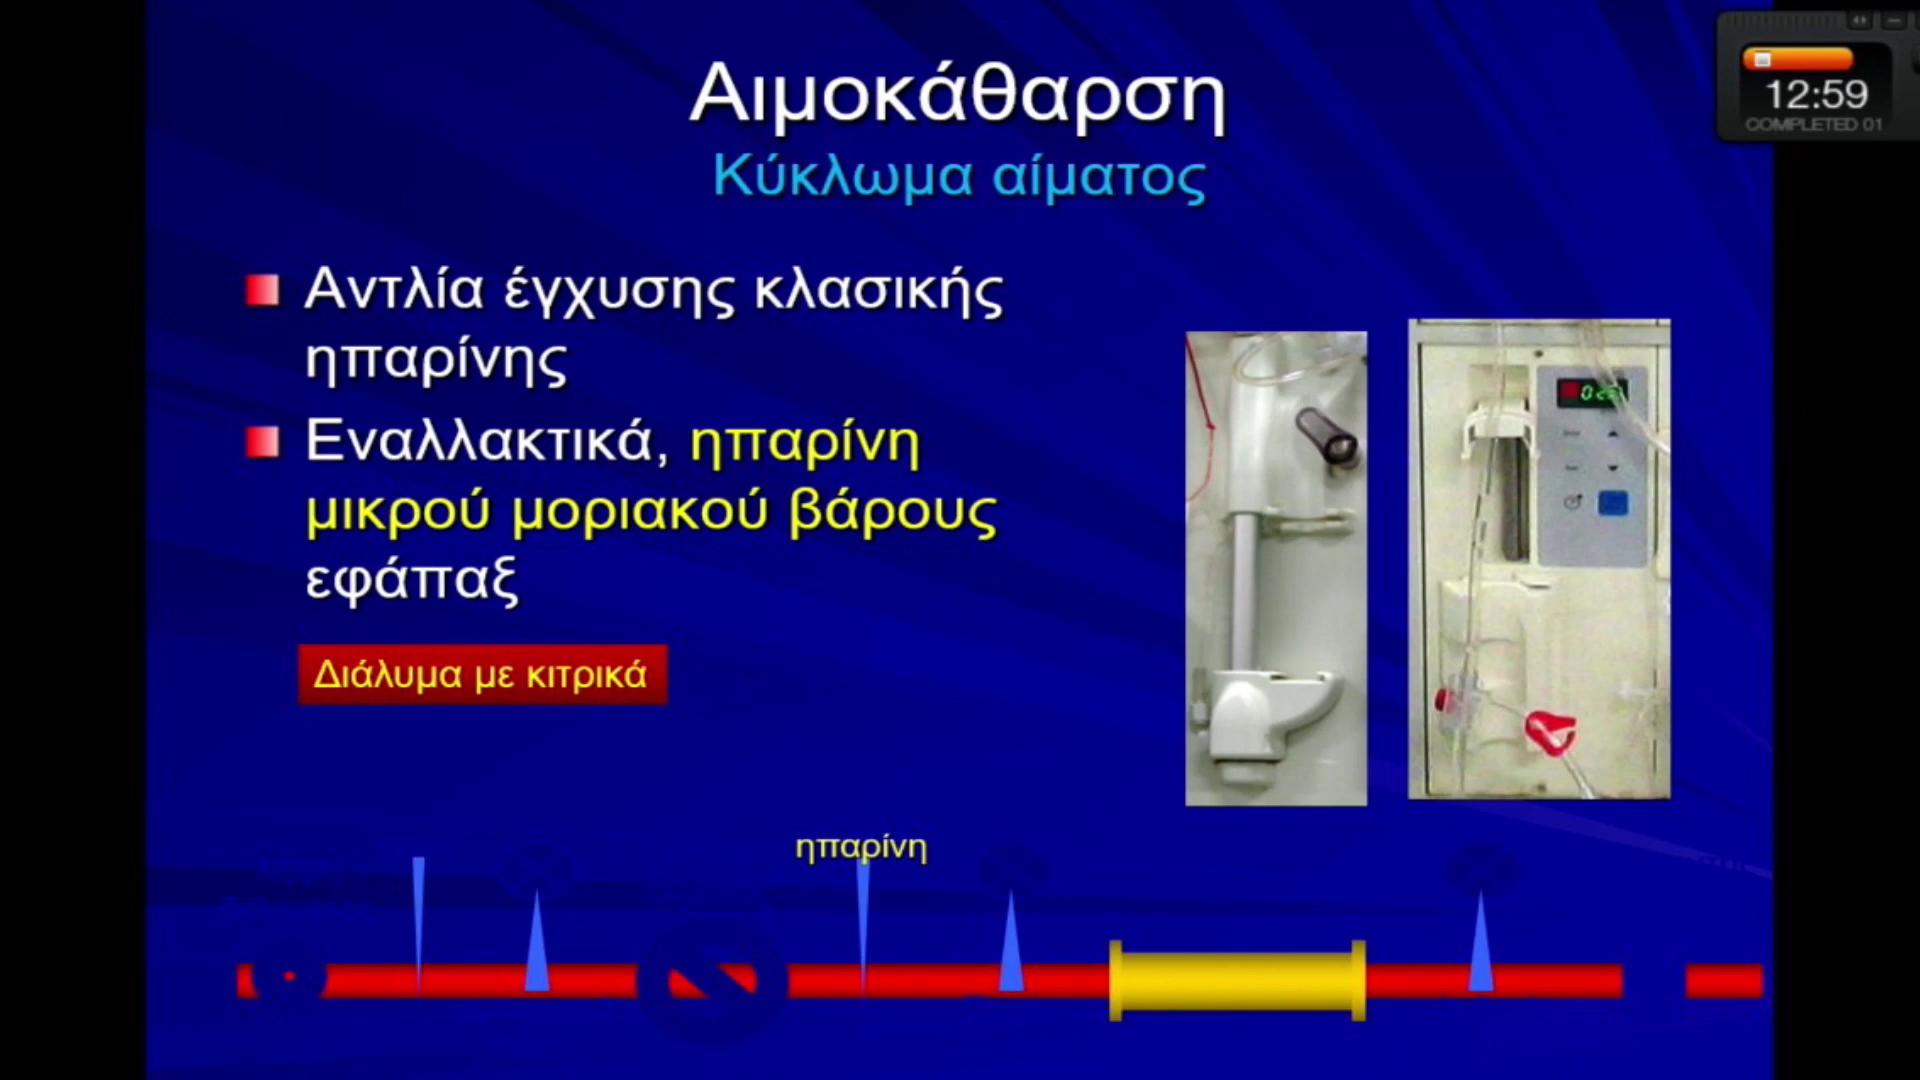 Αιμοκάθαρση
Κύκλωμα αίματος
12:59
COMPLETED 01
Αντλία έγχυσης κλασικής
ηπαρίνης
Εναλλακτικά, ηπαρίνη
μικρού μοριακού βάρους
εφάπαξ
Διάλυμα με κιτρικά
ηπαρίνη